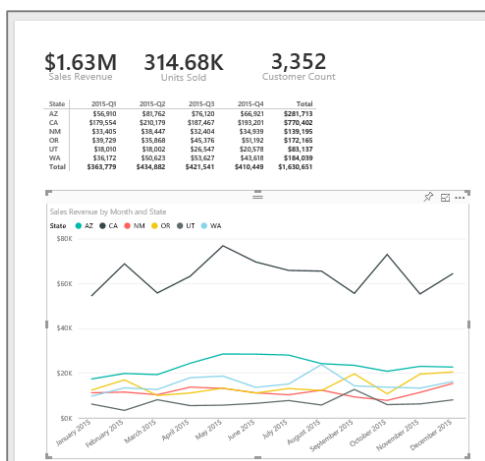 $1.63M 314.68K 3,352
Sales Revenue Units Sold Customer Count
State 2015-Q1 2015-Q2 2015-Q3 2015-Q4 Total
AZ $56,910 $81,762 $76,120 $66,921 $281,713
CA $179,554 $210,179 $187,467 $193,201 $770,402
NM $33,405 $38,447 $32,404 $34,939 $139,195
OR $39,729 $35,868 $45,376 $51,192 $172,165
UT $18,010 $18,002 $26,547 $20,578 $83,137
WA $36,172 $50,623 $53,627 $43,618 $184,039
Total $363,779 $434,882 $421,541 $410,449 $1,630,651
Sales Revenue by Month and State
State AZ CA NM OR UT WA
$80K
$60K
$40K
$20K
$0K
January 2015 February 2015 March 2015 April 2015 May 2015 June 2015 July 2015 August 2015 September 2015 October 2015 November 2015 December 2015